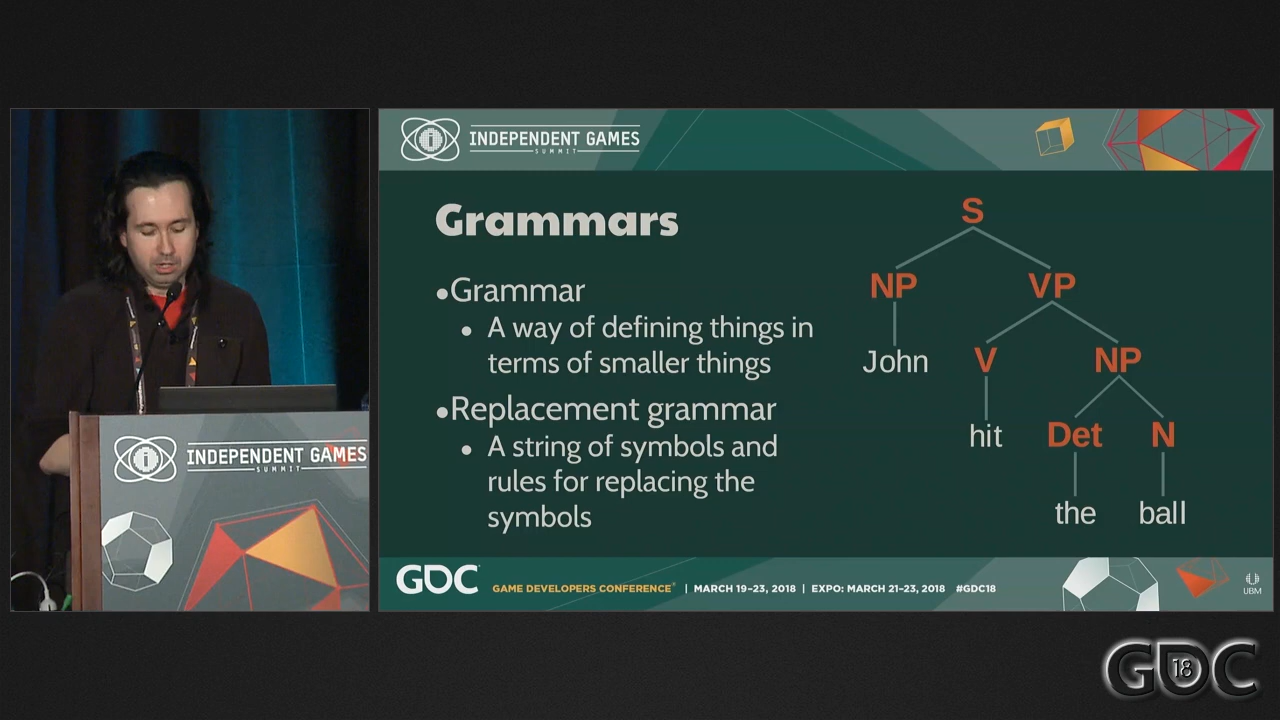 INDEPENDENT GAMES
SUMMIT
Grammars
•Grammar
• A way of defining things in
terms of smaller things
•Replacement grammar
• A string of symbols and
rules for replacing the
symbols
S
NP VP
John V NP
hit Det N
the ball
INDEPENDENT GAMES
SUMMIT
GDC GAME DEVELOPERS CONFERENCE® | MARCH 19–23, 2018 | EXPO: MARCH 21–23, 2018 #GDC18
UBM
GDC 18